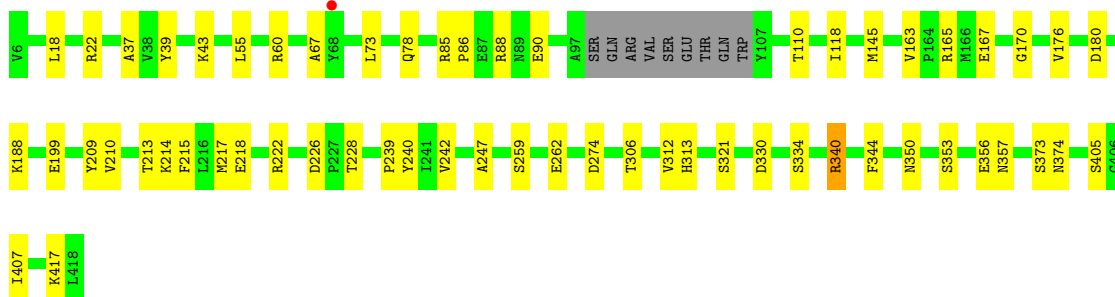 V6 L18 R22 A37 V38 Y39 K43 L55 R60 A67 Y68 L73 Q78 R85 P86 E87 R88 N89 E90 A97 SER GLN ARG VAL SER GLU THR GLN TRP Y107 T110 I118 M145 V163 P164 R165 M166 E167 G170 V176 D180
K188 E199 Y209 V210 T213 K214 F215 L216 M217 E218 R222 D226 P227 T228 P239 Y240 I241 V242 A247 S259 E262 D274 T306 V312 H313 S321 D330 S334 R340 F344 N350 S353 E356 N357 S373 N374 S405 G406
I407 K417 L418